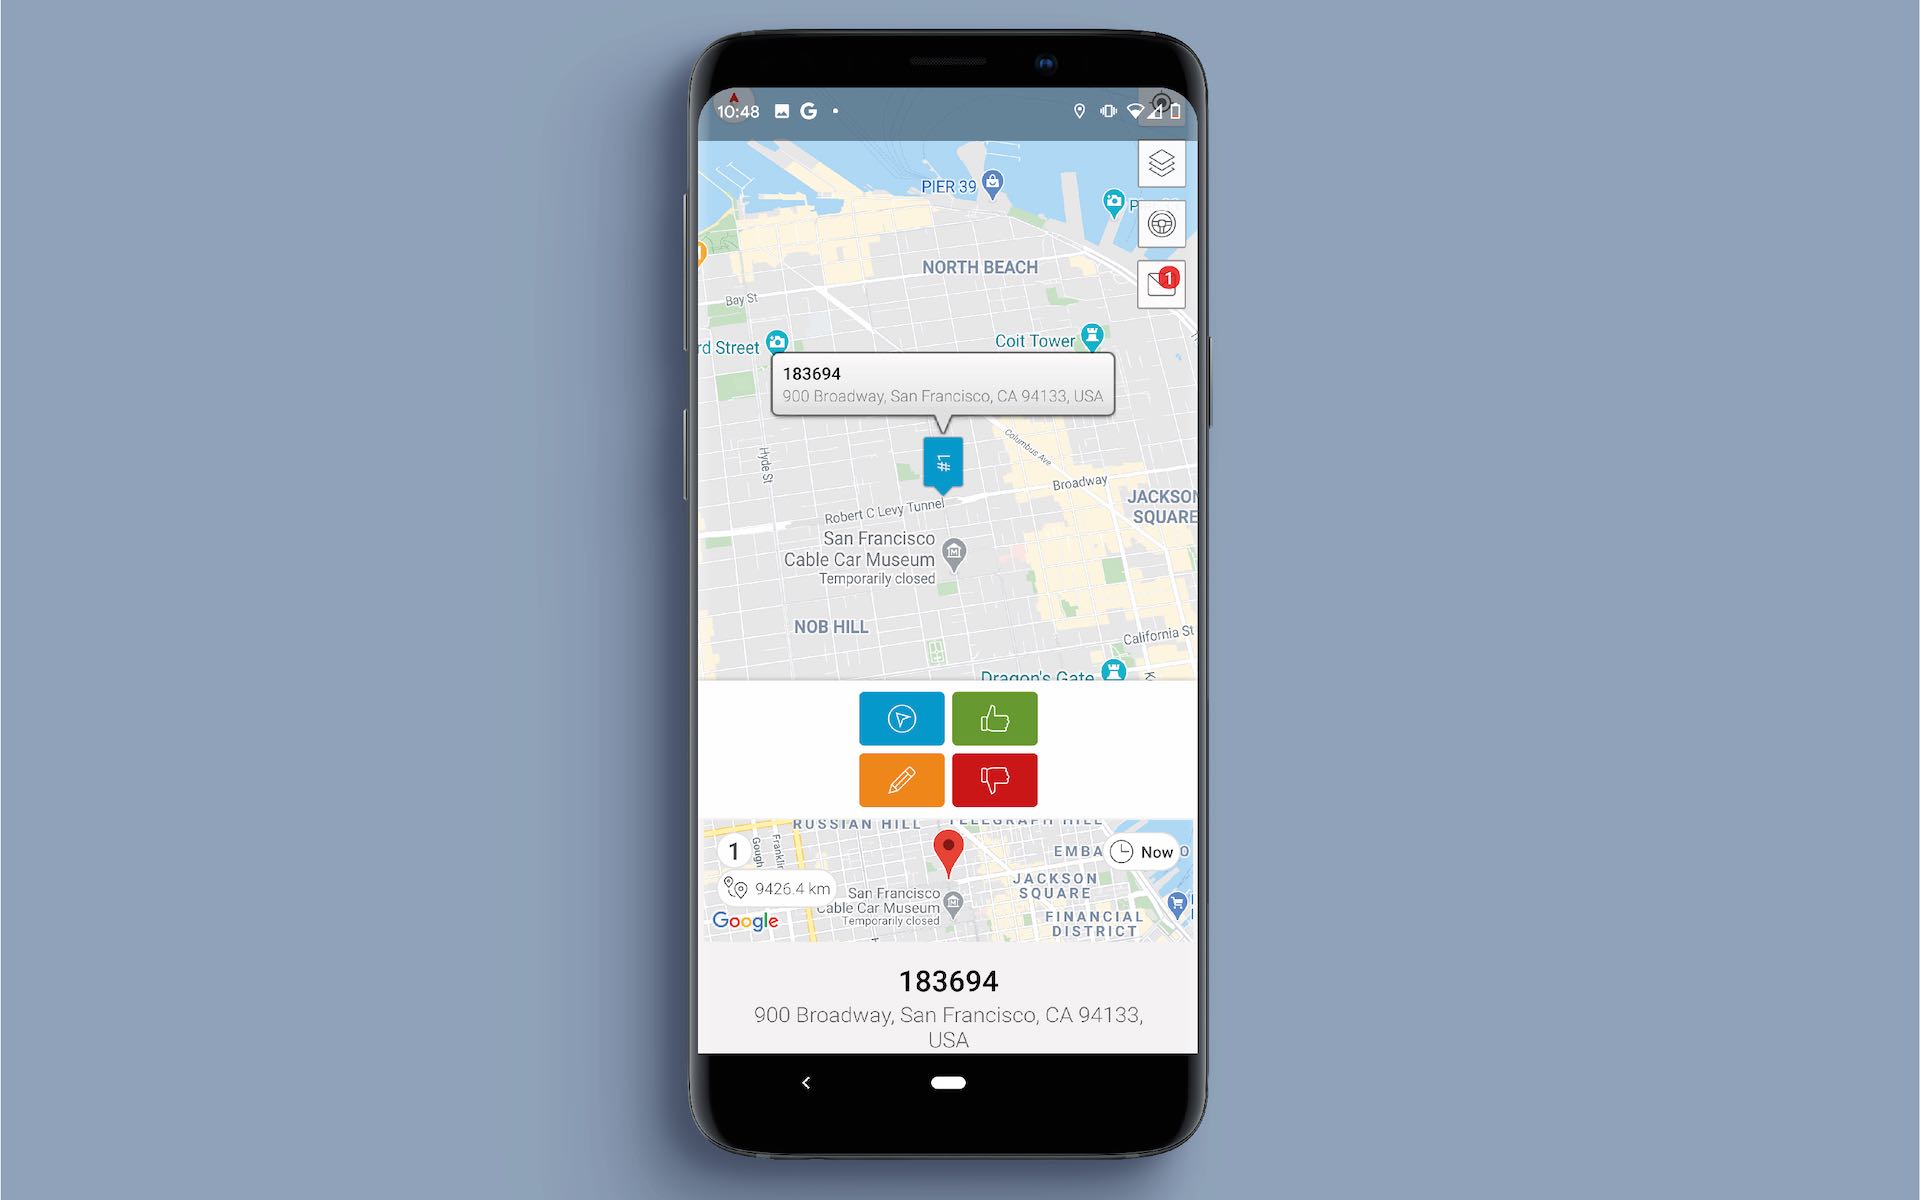 10:48
PIER 39
NORTH BEACH
1
Bay St
rd Street
Coit Tower
183694
900 Broadway, San Francisco, CA 94133, USA
Columbus Ave
Hyde St
#1
Broadway
JACKSON
SQUARE
Robert C Levy Tunnel
San Francisco
Cable Car Museum
Temporarily closed
NOB HILL
California St
Dragon's Gate
RUSSIAN HILL
TELEGRAPH HILL
1
Gough
Franklin
EMBA
Now
9426.4 km
JACKSON
SQUARE
San Francisco
Cable Car Museum
Temporarily closed
Google
FINANCIAL
DISTRICT
183694
900 Broadway, San Francisco, CA 94133,
USA